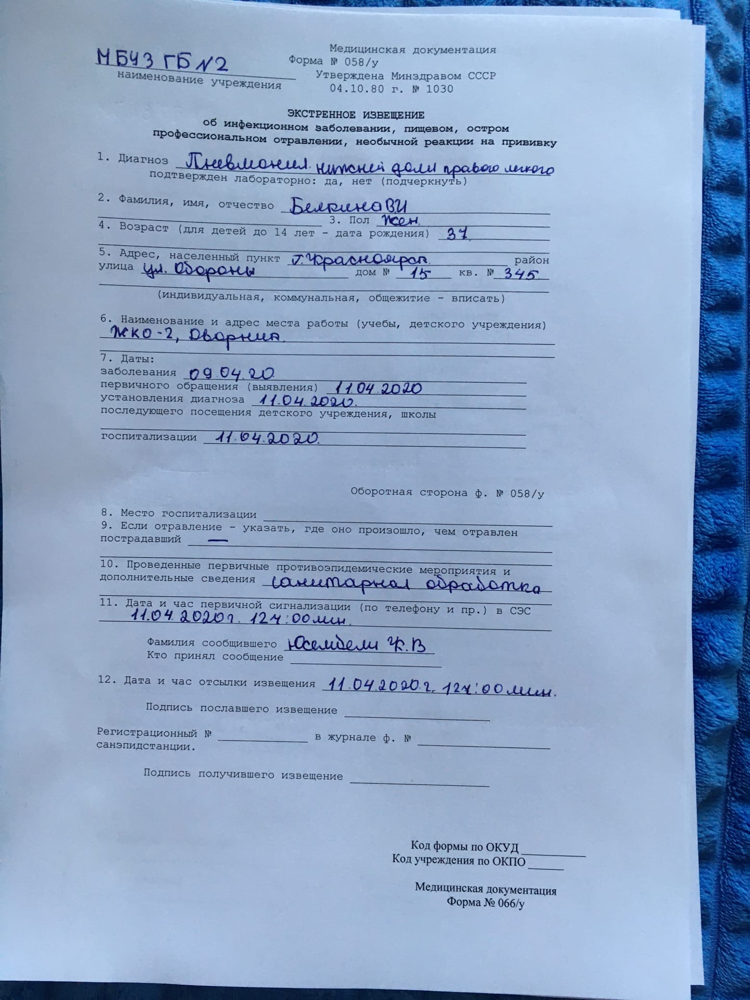 МБУЗ ГБ N2
наименование учреждения
Медицинская документация
Форма № 058/у
Утверждена Минздравом СССР
04.10.80 г. № 1030
ЭКСТРЕННОЕ ИЗВЕЩЕНИЕ
об инфекционном заболевании, пищевом, остром
профессиональном отравлении, необычной реакции на прививку
1. Диагноз Пневмония нижней доли правого легкого
подтвержден лабораторно: да, нет (подчеркнуть)
2. Фамилия, имя, отчество Белкина В.И
3. Пол жен.
4. Возраст (для детей до 14 лет - дата рождения) 37
5. Адрес, населенный пункт г. Красноярск район
улица ул. Обороны дом № 15 кв. № 345
(индивидуальная, коммунальная, общежитие - вписать)
6. Наименование и адрес места работы (учебы, детского учреждения)
ЖКО-2, Дворник.
7. Даты:
заболевания 09.04.20
первичного обращения (выявления) 11.04.2020
установления диагноза 11.04.2020.
последующего посещения детского учреждения, школы
госпитализации 11.04.2020.
Оборотная сторона ф. № 058/у
8. Место госпитализации
9. Если отравление - указать, где оно произошло, чем отравлен
пострадавший —
10. Проведенные первичные противоэпидемические мероприятия и
дополнительные сведения санитарная обработка
11. Дата и час первичной сигнализации (по телефону и пр.) в СЭС
11.04.2020г. 12ч:00мин.
Фамилия сообщившего К.В
Кто принял сообщение
12. Дата и час отсылки извещения 11.04.2020.г. 12ч:00мин.
Подпись пославшего извещение
Регистрационный № в журнале ф. №
санэпидстанции.
Подпись получившего извещение
Код формы по ОКУД
Код учреждения по ОКПО
Медицинская документация
Форма № 066/у